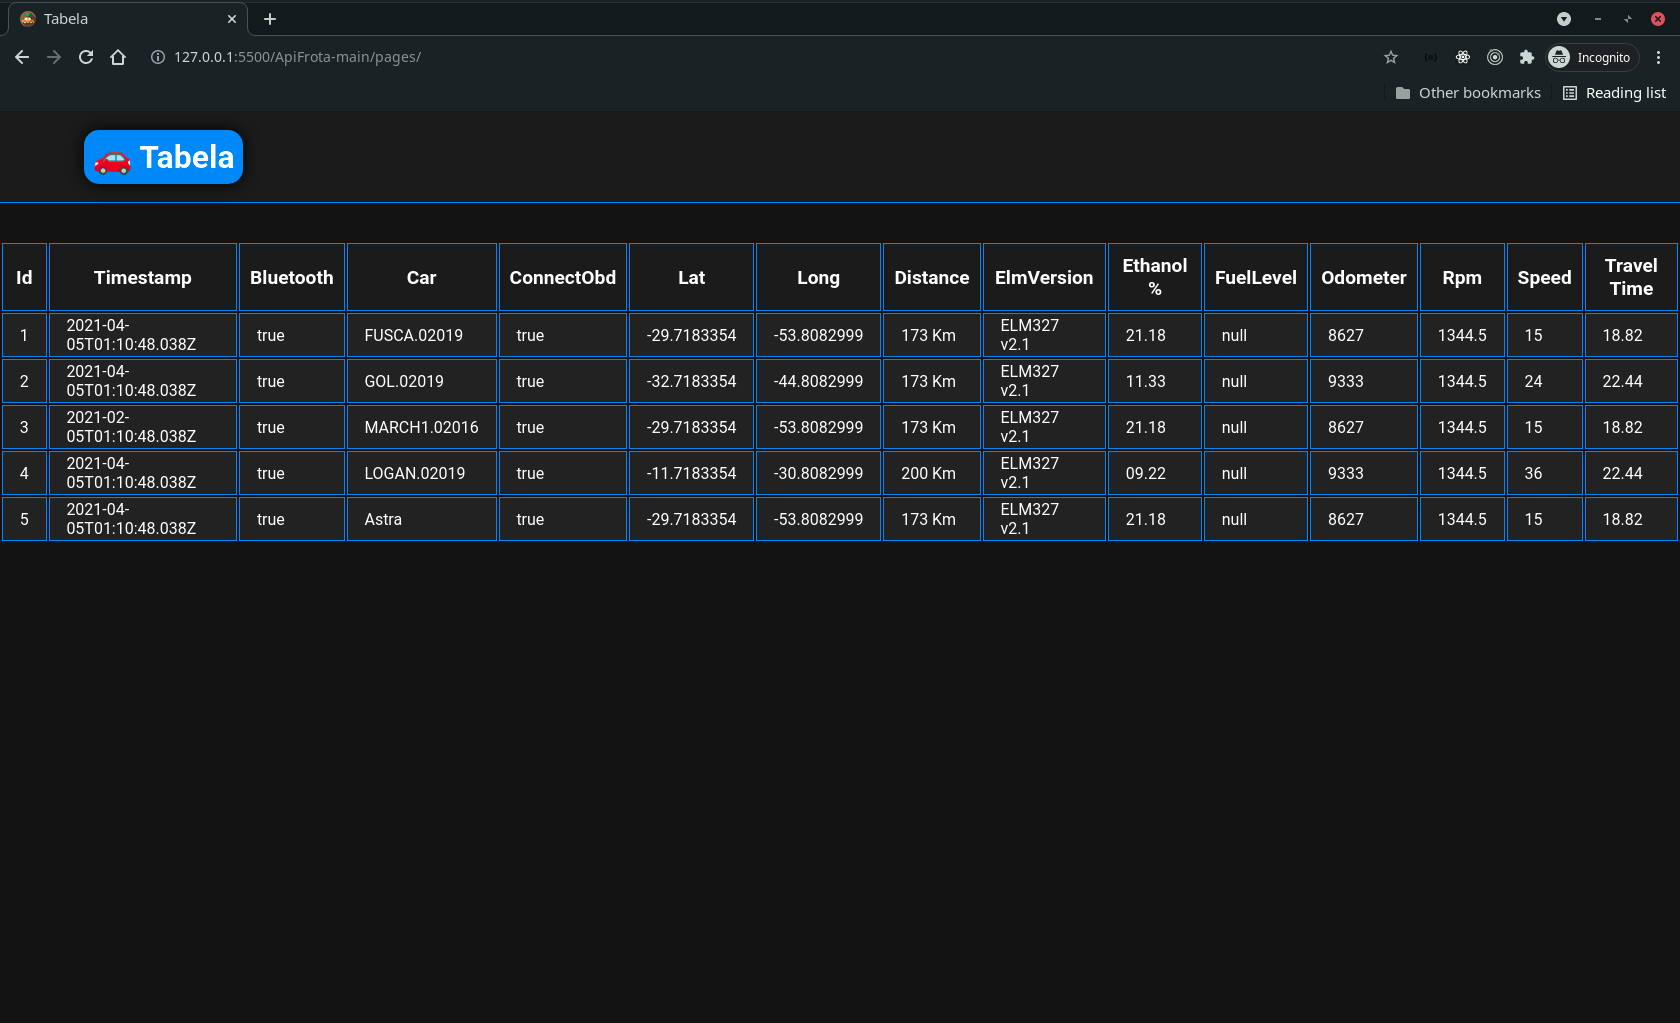 Tabela
127.0.0.1:5500/ApiFrota-main/pages/
Incognito
Other bookmarks Reading list
Tabela
Id Timestamp Bluetooth Car ConnectObd Lat Long Distance ElmVersion Ethanol % FuelLevel Odometer Rpm Speed Travel Time
1 2021-04-05T01:10:48.038Z true FUSCA.02019 true -29.7183354 -53.8082999 173 Km ELM327 v2.1 21.18 null 8627 1344.5 15 18.82
2 2021-04-05T01:10:48.038Z true GOL.02019 true -32.7183354 -44.8082999 173 Km ELM327 v2.1 11.33 null 9333 1344.5 24 22.44
3 2021-02-05T01:10:48.038Z true MARCH1.02016 true -29.7183354 -53.8082999 173 Km ELM327 v2.1 21.18 null 8627 1344.5 15 18.82
4 2021-04-05T01:10:48.038Z true LOGAN.02019 true -11.7183354 -30.8082999 200 Km ELM327 v2.1 09.22 null 9333 1344.5 36 22.44
5 2021-04-05T01:10:48.038Z true Astra true -29.7183354 -53.8082999 173 Km ELM327 v2.1 21.18 null 8627 1344.5 15 18.82